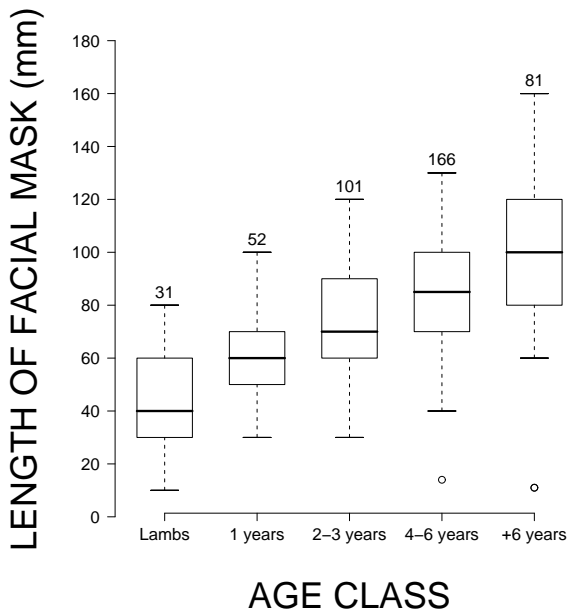 LENGTH OF FACIAL MASK (mm)
180
160
140
120
100
80
60
40
20
0
31
52
101
166
81
Lambs
1 years
2−3 years
4−6 years
+6 years
AGE CLASS